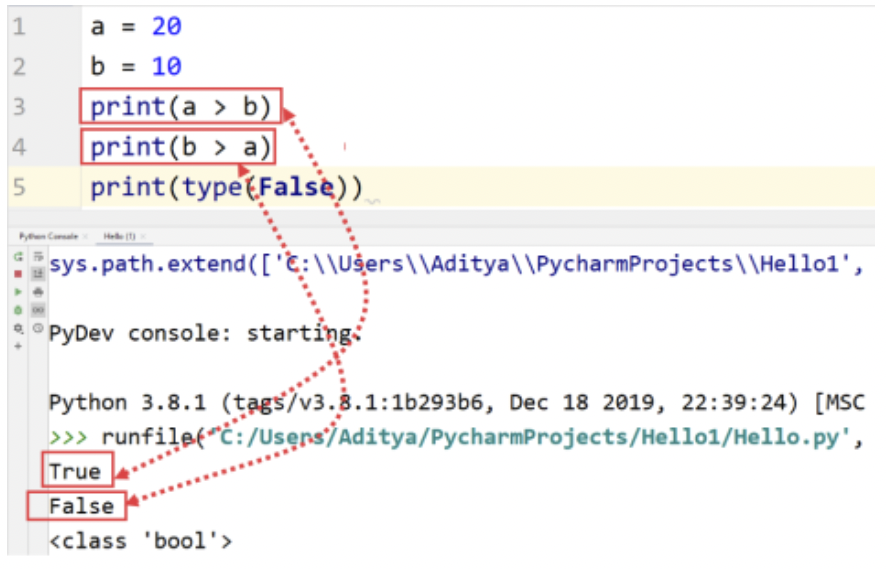 1 a = 20
2 b = 10
3 print(a > b)
4 print(b > a)
5 print(type(False))
Python Console × Hello (1) ×
sys.path.extend(['C:\\Users\\Aditya\\PycharmProjects\\Hello1',
PyDev console: starting.
Python 3.8.1 (tags/v3.8.1:1b293b6, Dec 18 2019, 22:39:24) [MSC
>>> runfile('C:/Users/Aditya/PycharmProjects/Hello1/Hello.py',
True
False
<class 'bool'>